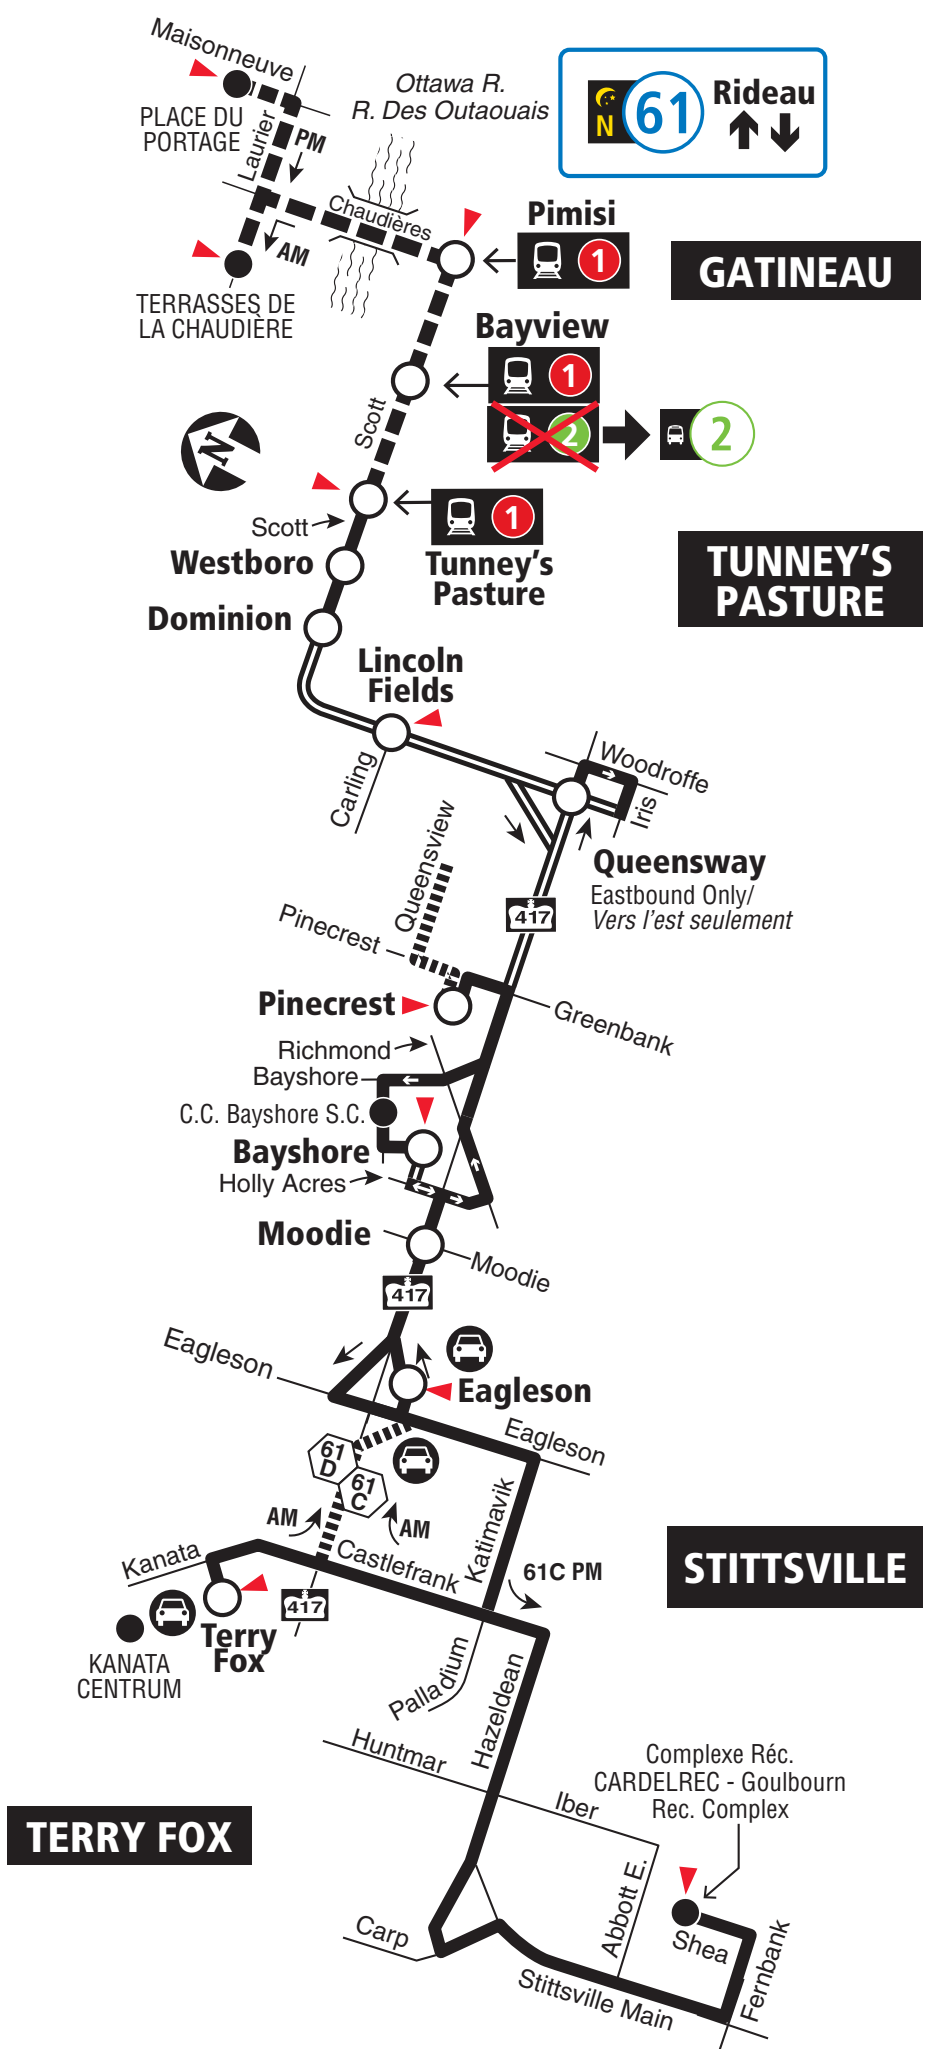 Maisonneuve
PLACE DU
PORTAGE
Laurier
PM
AM
TERRASSES DE
LA CHAUDIÈRE
Ottawa R.
R. Des Outaouais
Chaudières
N
61
Rideau
Pimisi
1
GATINEAU
Bayview
1
2
2
Scott
N
1
Scott
Westboro
Tunney's
Pasture
TUNNEY'S
PASTURE
Dominion
Lincoln
Fields
Carling
Woodroffe
Iris
Queensway
Eastbound Only/
Vers l'est seulement
417
Queensview
Pinecrest
Pinecrest
Greenbank
Richmond
Bayshore
C.C. Bayshore S.C.
Bayshore
Holly Acres
Moodie
Moodie
417
Eagleson
Eagleson
Eagleson
61
D
61
C
AM
AM
Katimavik
Castlefrank
61C PM
STITTSVILLE
Kanata
417
Terry
Fox
KANATA
CENTRUM
Palladium
Hazeldean
Huntmar
Iber
Complexe Réc.
CARDELREC - Goulbourn
Rec. Complex
TERRY FOX
Abbott E.
Shea
Fernbank
Carp
Stittsville Main